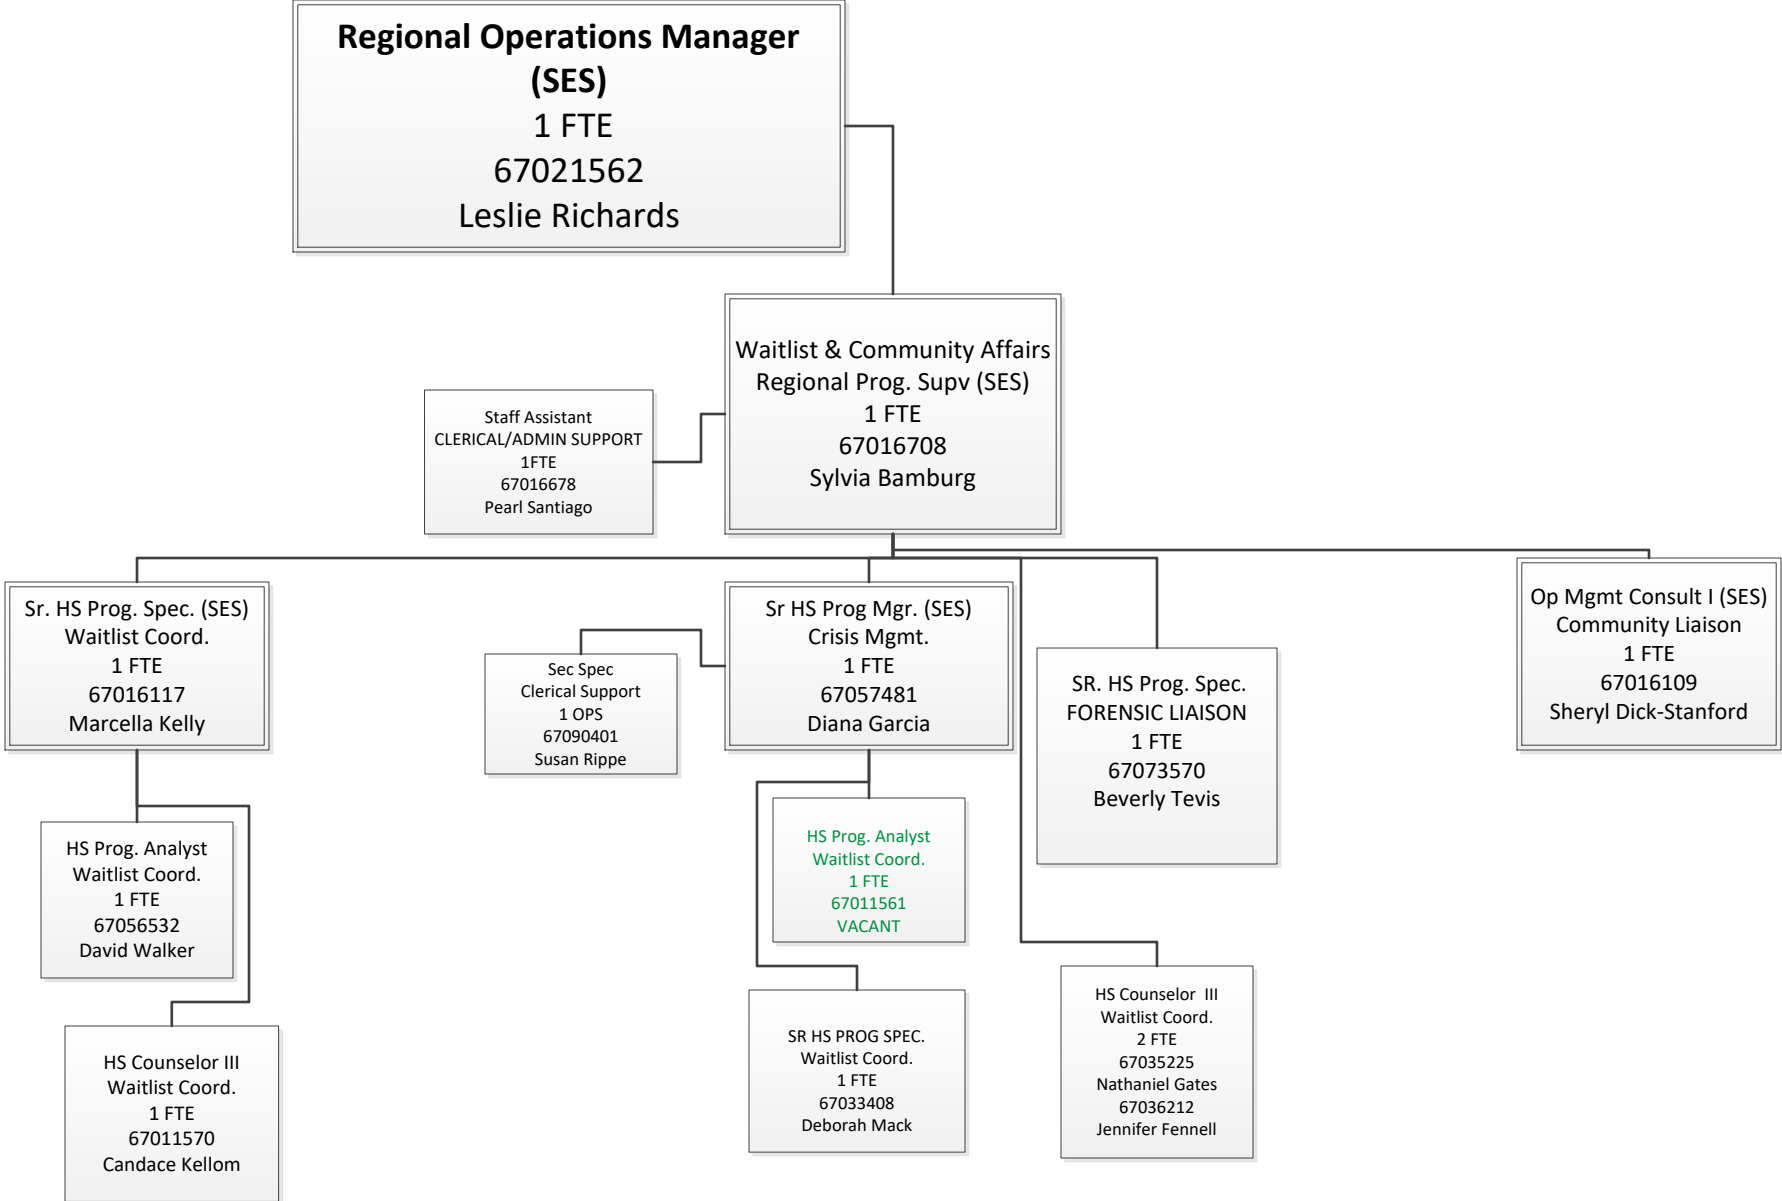 Regional Operations Manager
(SES)
1 FTE
67021562
Leslie Richards
Waitlist & Community Affairs
Regional Prog. Supv (SES)
1 FTE
67016708
Sylvia Bamburg
Staff Assistant
CLERICAL/ADMIN SUPPORT
1FTE
67016678
Pearl Santiago
Sr. HS Prog. Spec. (SES)
Waitlist Coord.
1 FTE
67016117
Marcella Kelly
Sec Spec
Clerical Support
1 OPS
67090401
Susan Rippe
Sr HS Prog Mgr. (SES)
Crisis Mgmt.
1 FTE
67057481
Diana Garcia
SR. HS Prog. Spec.
FORENSIC LIAISON
1 FTE
67073570
Beverly Tevis
Op Mgmt Consult I (SES)
Community Liaison
1 FTE
67016109
Sheryl Dick-Stanford
HS Prog. Analyst
Waitlist Coord.
1 FTE
67056532
David Walker
HS Prog. Analyst
Waitlist Coord.
1 FTE
67011561
VACANT
HS Counselor III
Waitlist Coord.
1 FTE
67011570
Candace Kellom
SR HS PROG SPEC.
Waitlist Coord.
1 FTE
67033408
Deborah Mack
HS Counselor  III
Waitlist Coord.
2 FTE
67035225
Nathaniel Gates
67036212
Jennifer Fennell